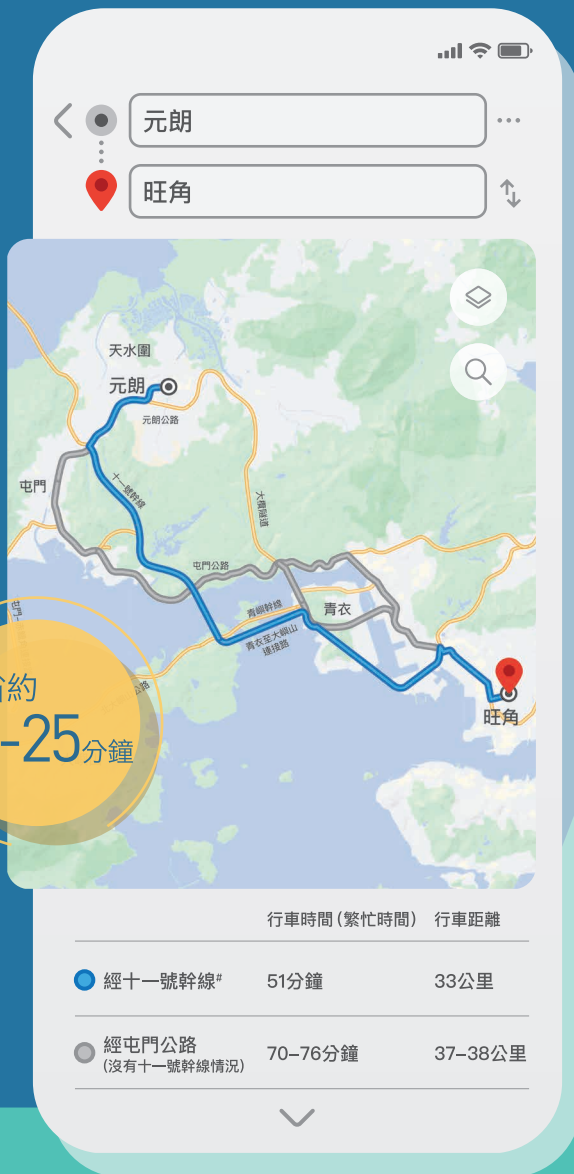 元朗
旺角
天水圍
元朗
元朗公路
屯門
十一號幹線
大欖隧道
屯門公路
青嶼幹線
青衣
青衣至大嶼山
連接路
約
-25分鐘
旺角
行車時間(繁忙時間) 行車距離
經十一號幹線# 51分鐘 33公里
經屯門公路 70–76分鐘 37–38公里
(沒有十一號幹線情況)